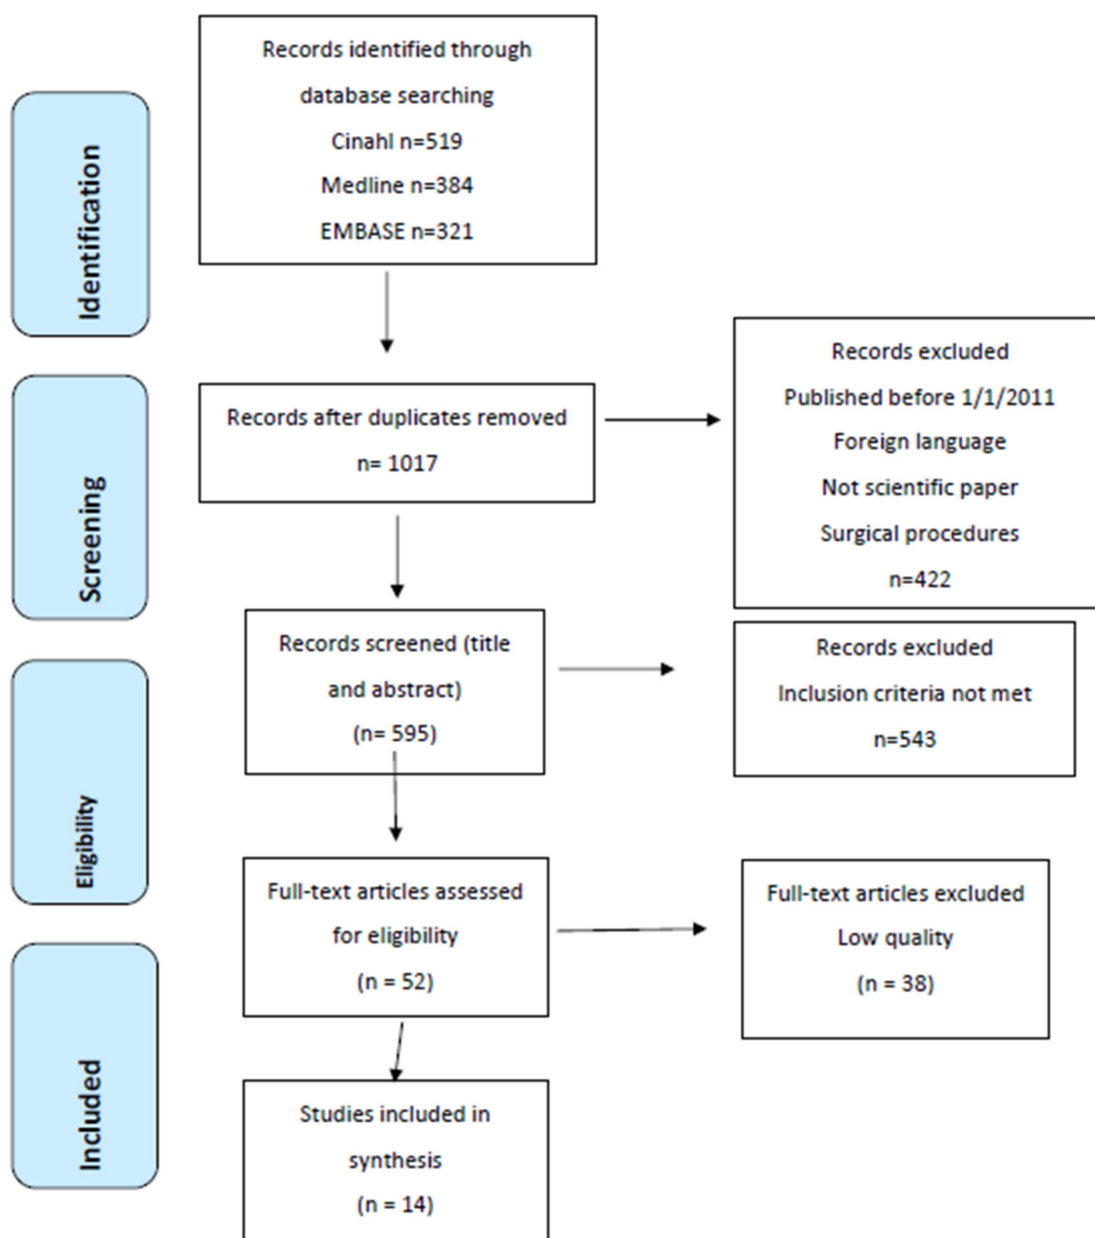 Identification
Records identified through
database searching
Cinahl n=519
Medline n=384
EMBASE n=321
Screening
Records after duplicates removed
n= 1017
Records excluded
Published before 1/1/2011
Foreign language
Not scientific paper
Surgical procedures
n=422
Records screened (title
and abstract)
(n= 595)
Records excluded
Inclusion criteria not met
n=543
Eligibility
Full-text articles assessed
for eligibility
(n = 52)
Full-text articles excluded
Low quality
(n = 38)
Included
Studies included in
synthesis
(n = 14)